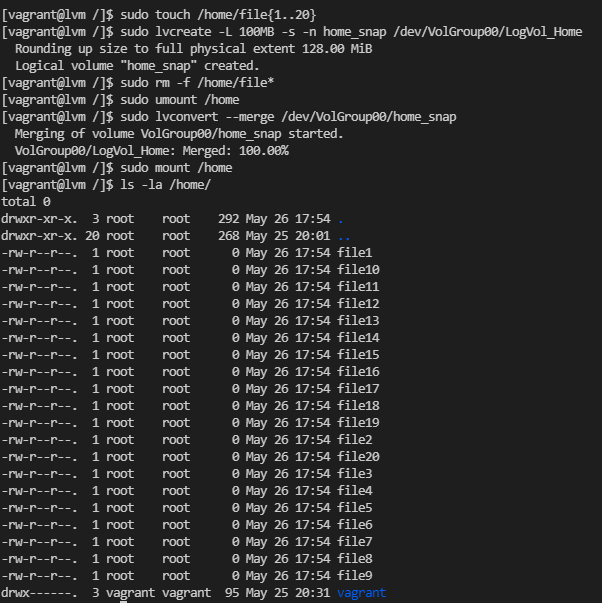 [vagrant@lvm /]$ sudo touch /home/file{1..20}
[vagrant@lvm /]$ sudo lvcreate -L 100MB -s -n home_snap /dev/VolGroup00/LogVol_Home
  Rounding up size to full physical extent 128.00 MiB
  Logical volume "home_snap" created.
[vagrant@lvm /]$ sudo rm -f /home/file*
[vagrant@lvm /]$ sudo umount /home
[vagrant@lvm /]$ sudo lvconvert --merge /dev/VolGroup00/home_snap
  Merging of volume VolGroup00/home_snap started.
  VolGroup00/LogVol_Home: Merged: 100.00%
[vagrant@lvm /]$ sudo mount /home
[vagrant@lvm /]$ ls -la /home/
total 0
drwxr-xr-x.  3 root    root    292 May 26 17:54 .
drwxr-xr-x. 20 root    root    268 May 25 20:01 ..
-rw-r--r--.  1 root    root      0 May 26 17:54 file1
-rw-r--r--.  1 root    root      0 May 26 17:54 file10
-rw-r--r--.  1 root    root      0 May 26 17:54 file11
-rw-r--r--.  1 root    root      0 May 26 17:54 file12
-rw-r--r--.  1 root    root      0 May 26 17:54 file13
-rw-r--r--.  1 root    root      0 May 26 17:54 file14
-rw-r--r--.  1 root    root      0 May 26 17:54 file15
-rw-r--r--.  1 root    root      0 May 26 17:54 file16
-rw-r--r--.  1 root    root      0 May 26 17:54 file17
-rw-r--r--.  1 root    root      0 May 26 17:54 file18
-rw-r--r--.  1 root    root      0 May 26 17:54 file19
-rw-r--r--.  1 root    root      0 May 26 17:54 file2
-rw-r--r--.  1 root    root      0 May 26 17:54 file20
-rw-r--r--.  1 root    root      0 May 26 17:54 file3
-rw-r--r--.  1 root    root      0 May 26 17:54 file4
-rw-r--r--.  1 root    root      0 May 26 17:54 file5
-rw-r--r--.  1 root    root      0 May 26 17:54 file6
-rw-r--r--.  1 root    root      0 May 26 17:54 file7
-rw-r--r--.  1 root    root      0 May 26 17:54 file8
-rw-r--r--.  1 root    root      0 May 26 17:54 file9
drwx------.  3 vagrant vagrant  95 May 25 20:31 vagrant